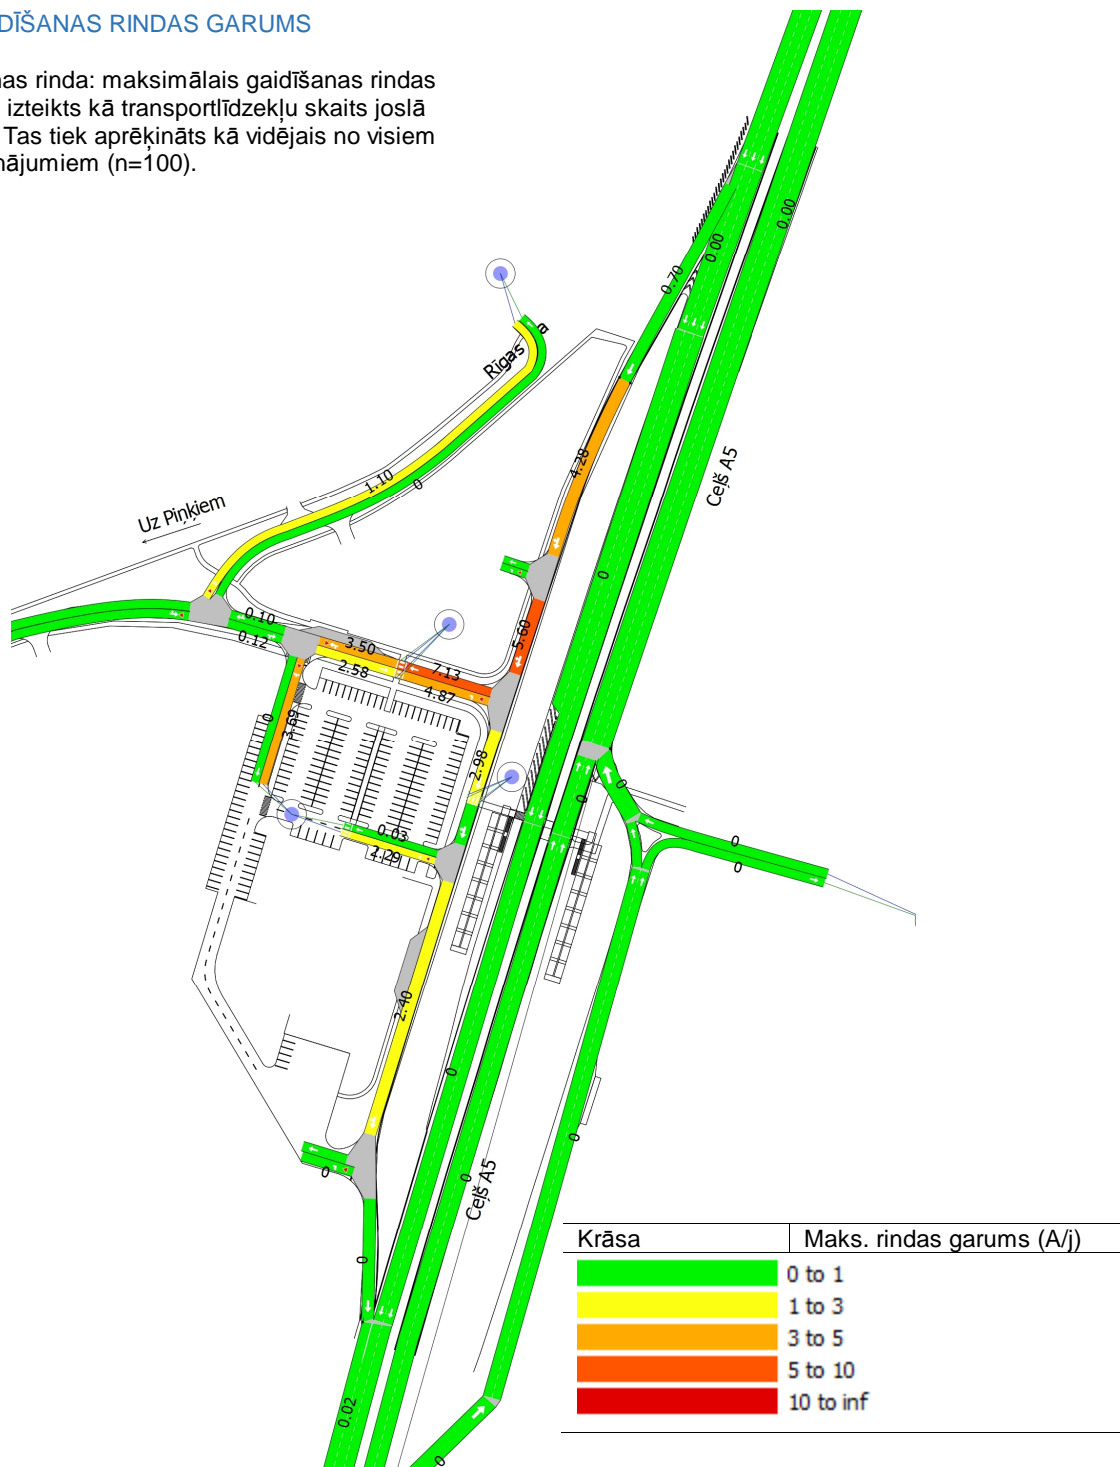 DĪŠANAS RINDAS GARUMS
nas rinda: maksimālais gaidīšanas rindas
izteikts kā transportlīdzekļu skaits joslā
Tas tiek aprēķināts kā vidējais no visiem
nājumiem (n=100).
0.00
0.00
0.70
Rīgas
a
4.28
Ceļš A5
1.10
0
Uz Piņķiem
0
5.60
0.10
0.12
3.50
2.58
7.13
4.87
0
3.69
2.98
0
0
0.03
2.29
0
0
2.40
0
0
0
0
Ceļš A5
0
0.02
0
Krāsa
Maks. rindas garums (A/j)
0 to 1
1 to 3
3 to 5
5 to 10
10 to inf